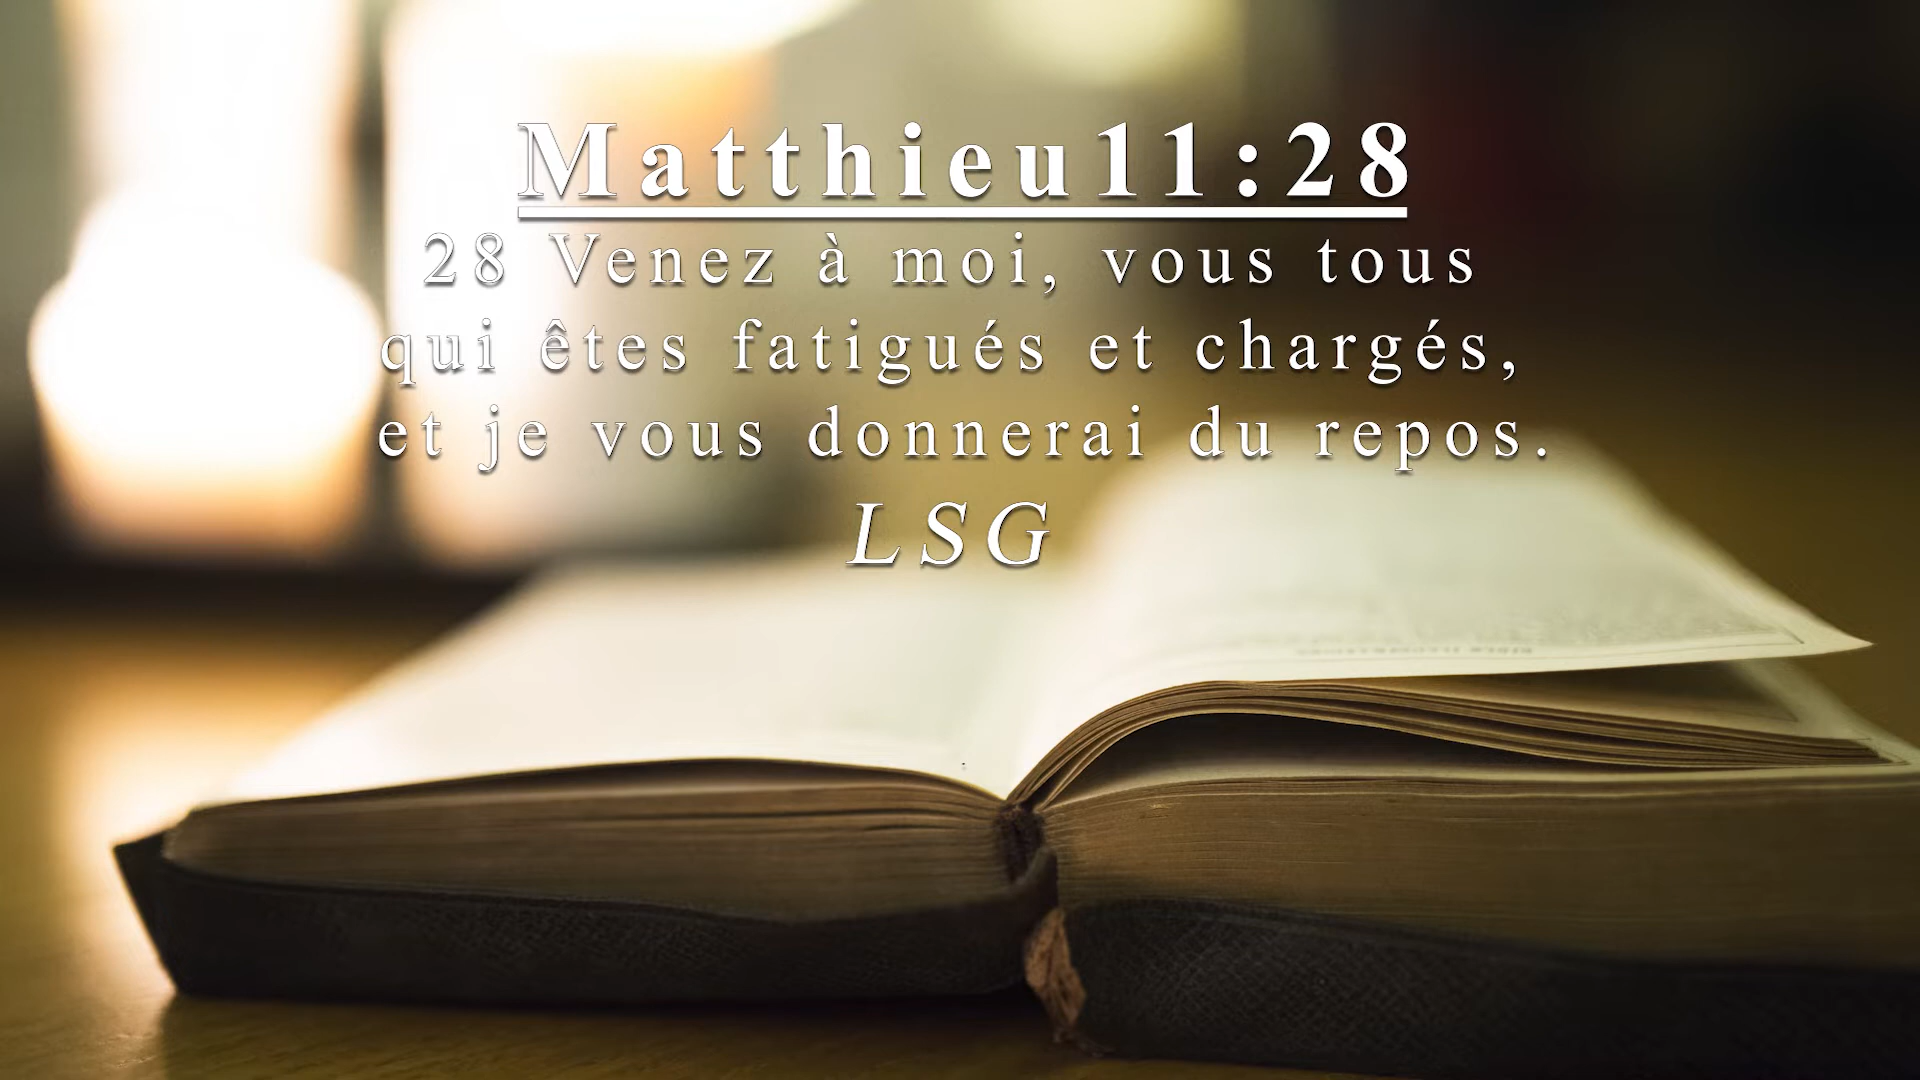 Matthieu11:28
28 Venez à moi, vous tous
qui êtes fatigués et chargés,
et je vous donnerai du repos.
LSG